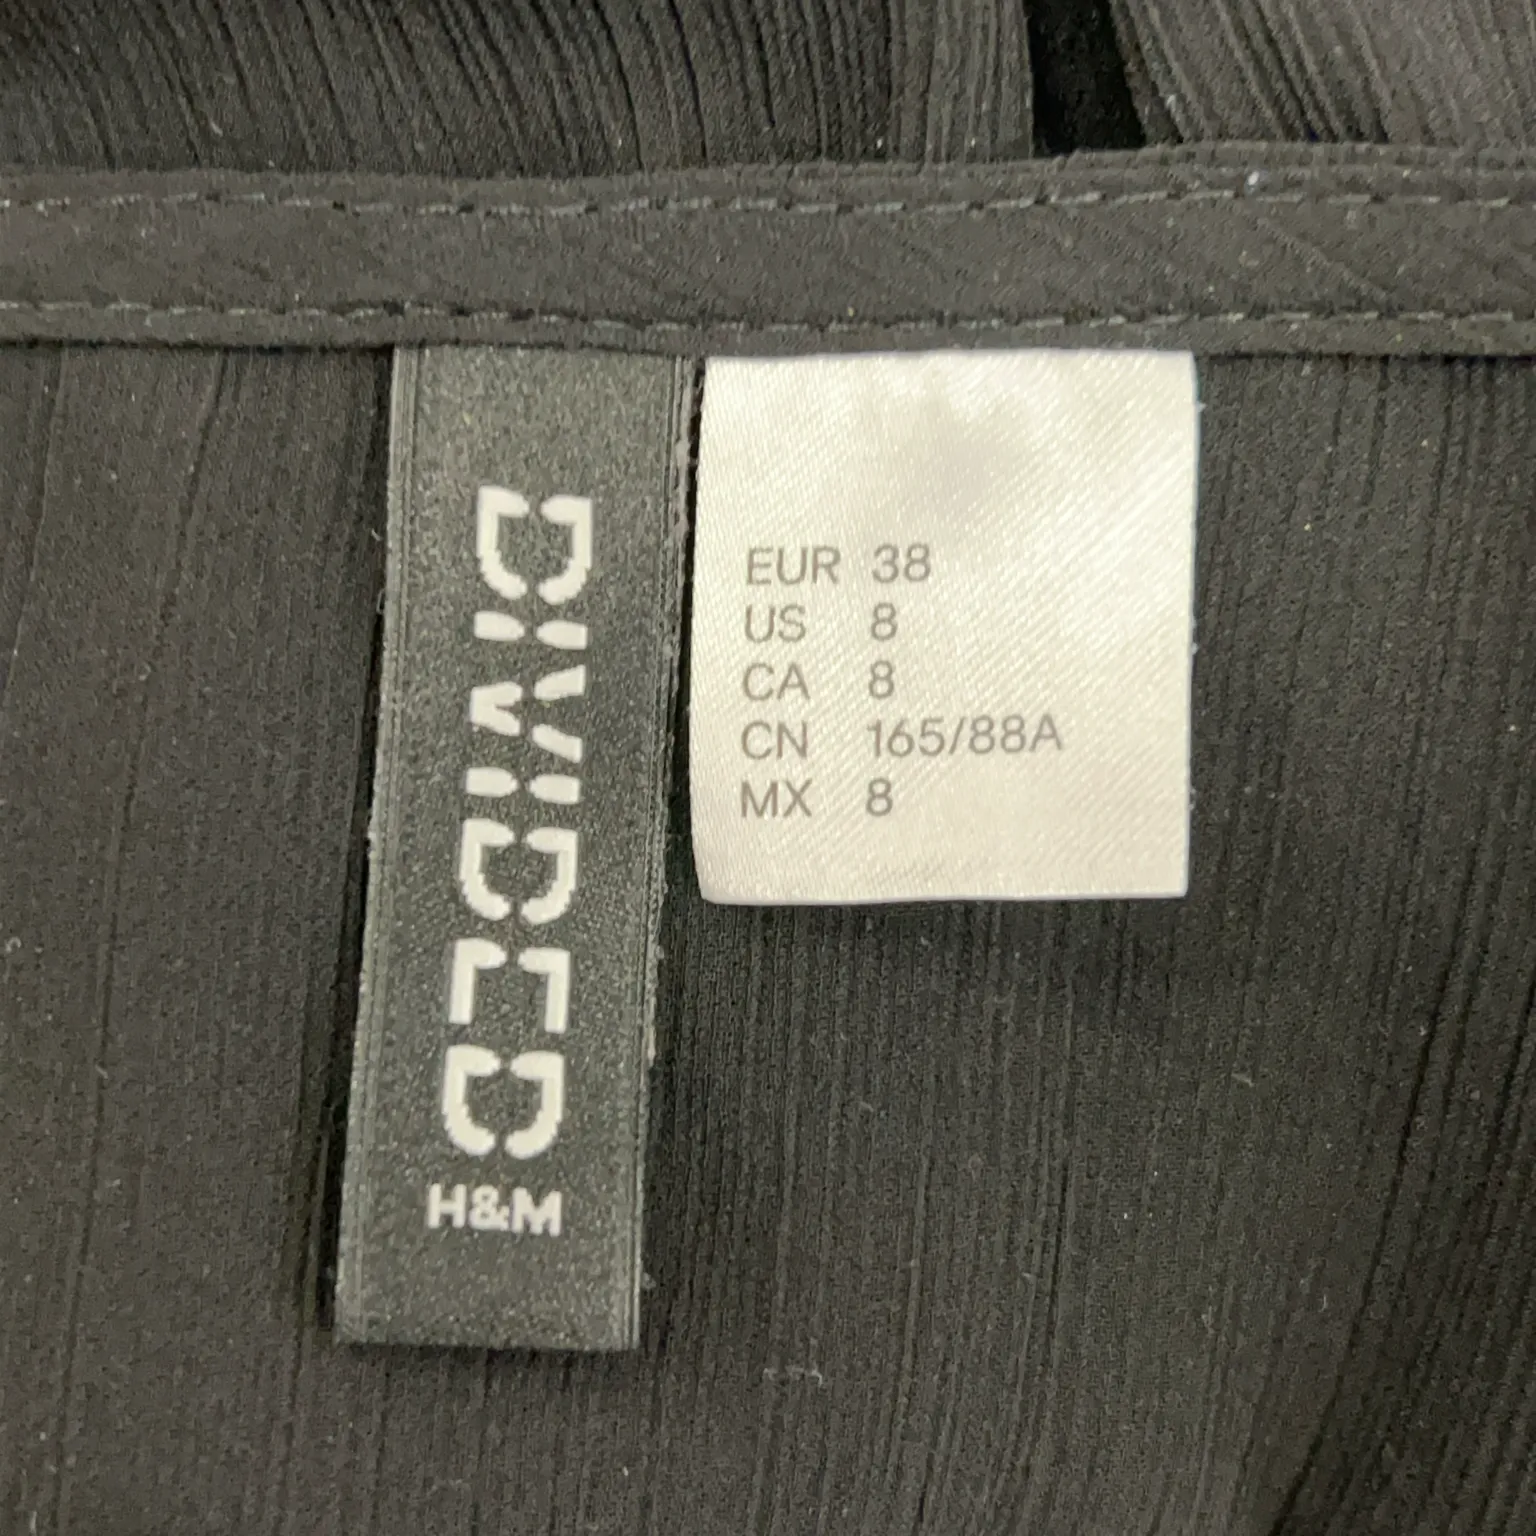 DIVIDED
H&M
EUR 38
US 8
CA 8
CN 165/88A
MX 8